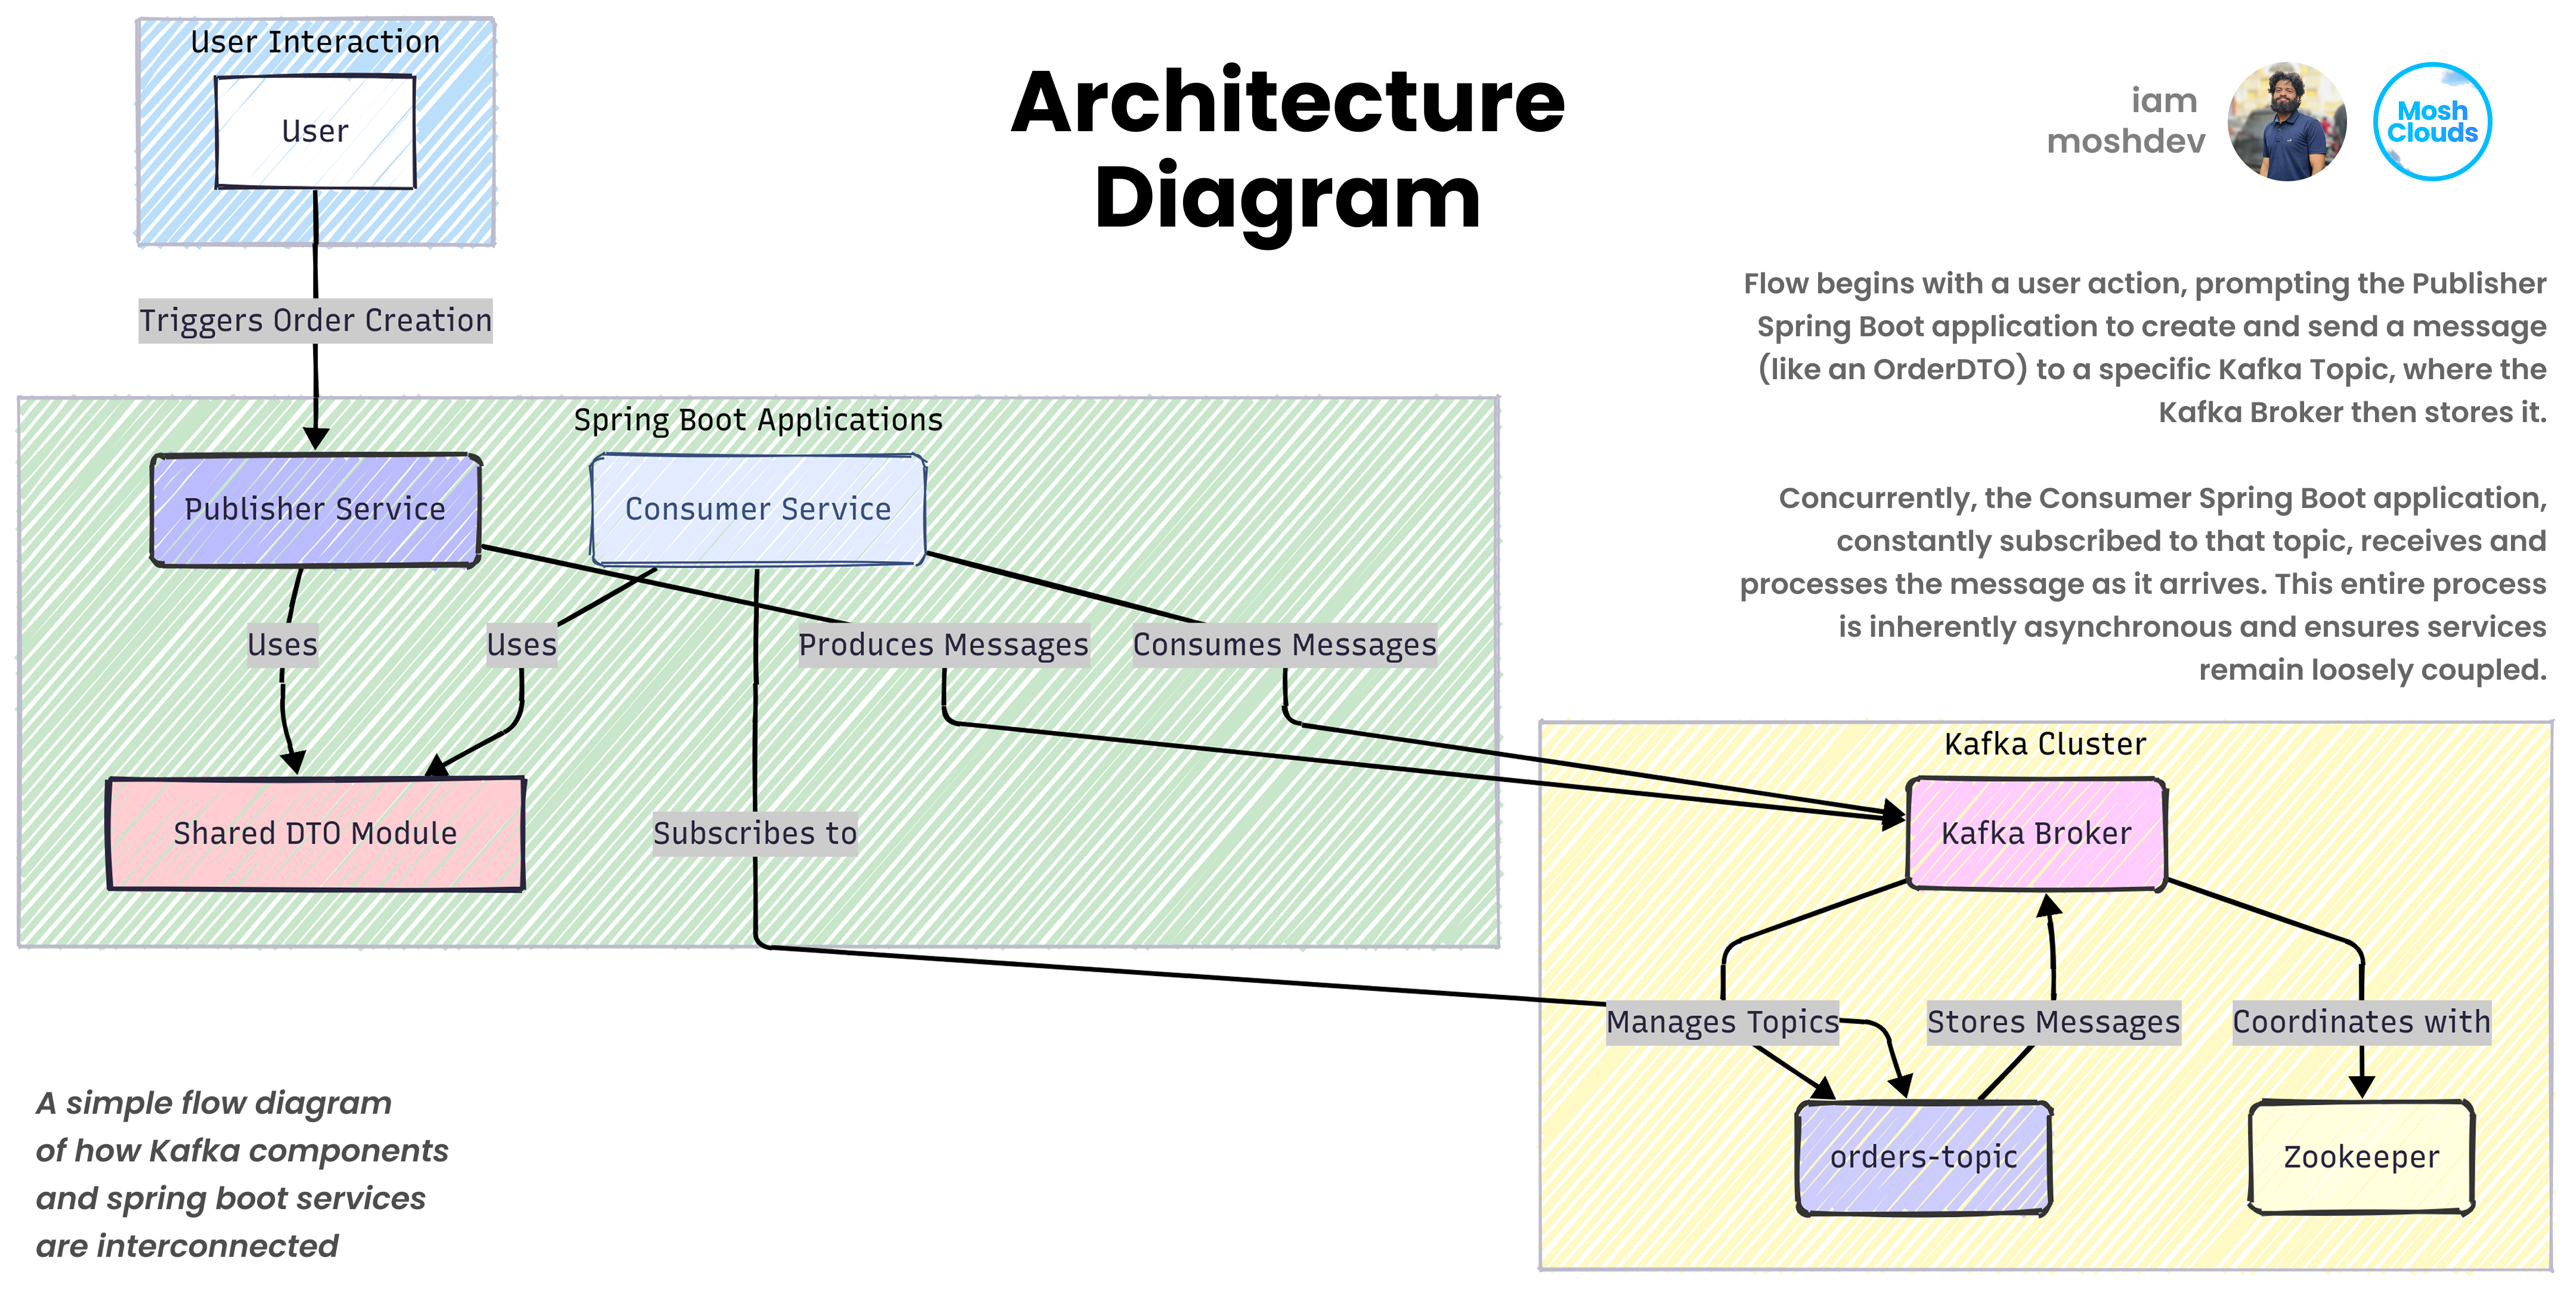 User Interaction
User
Triggers Order Creation
Architecture
Diagram
iam
moshdev
Mosh
Clouds
Flow begins with a user action, prompting the Publisher
Spring Boot application to create and send a message
(like an OrderDTO) to a specific Kafka Topic, where the
Kafka Broker then stores it.
Concurrently, the Consumer Spring Boot application,
constantly subscribed to that topic, receives and
processes the message as it arrives. This entire process
is inherently asynchronous and ensures services
remain loosely coupled.
Spring Boot Applications
Publisher Service
Consumer Service
Uses
Uses
Produces Messages
Consumes Messages
Shared DTO Module
Subscribes to
Kafka Cluster
Kafka Broker
Manages Topics
Stores Messages
Coordinates with
orders-topic
Zookeeper
A simple flow diagram
of how Kafka components
and spring boot services
are interconnected